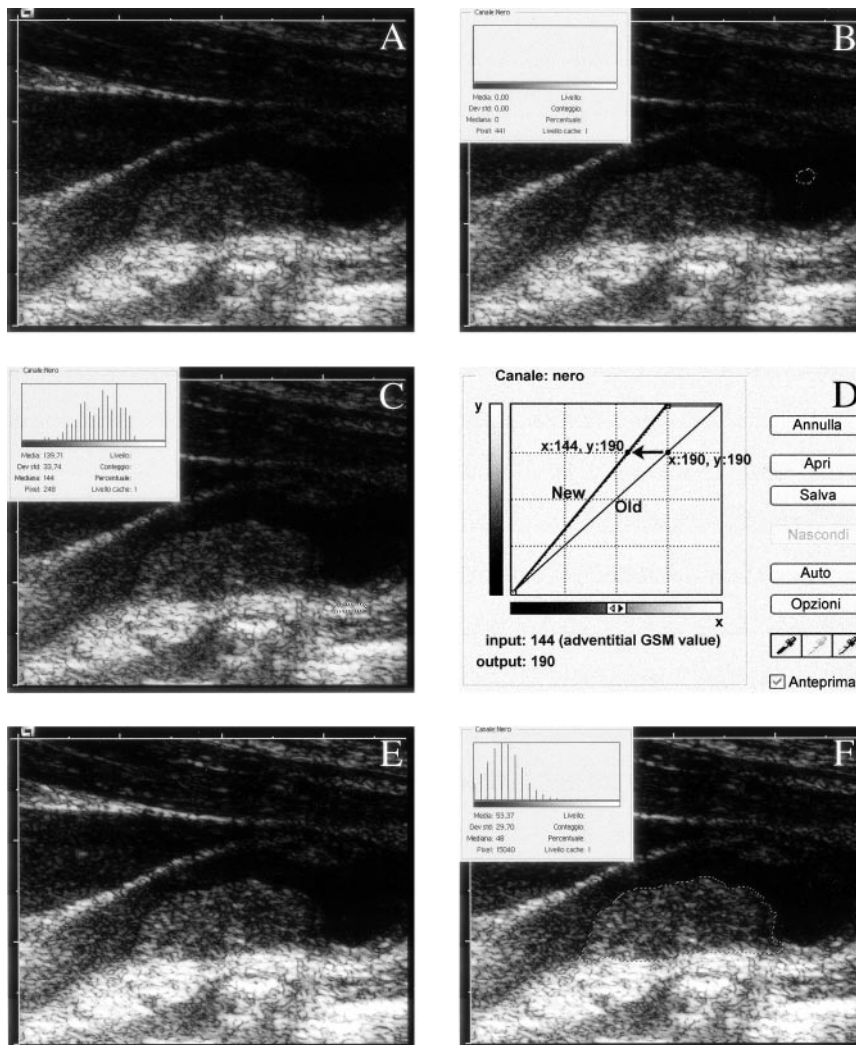 A
B
Canale: Nero
Media: 0,00 Livello:
Dev std: 0,00 Conteggio:
Mediana: 0 Percentuale:
Pixel: 441 Livello cache: 1
C
Canale: Nero
Media: 139,71 Livello:
Dev std: 33,74 Conteggio:
Mediana: 144 Percentuale:
Pixel: 248 Livello cache: 1
D
Canale: nero
y
x:144, y:190
x:190, y:190
New
Old
x
input: 144 (adventitial GSM value)
output: 190
Annulla
Apri
Salva
Nascondi
Auto
Opzioni
Anteprima
E
F
Canale: Nero
Media: 53,37 Livello:
Dev std: 29,70 Conteggio:
Mediana: 48 Percentuale:
Pixel: 15040 Livello cache: 1